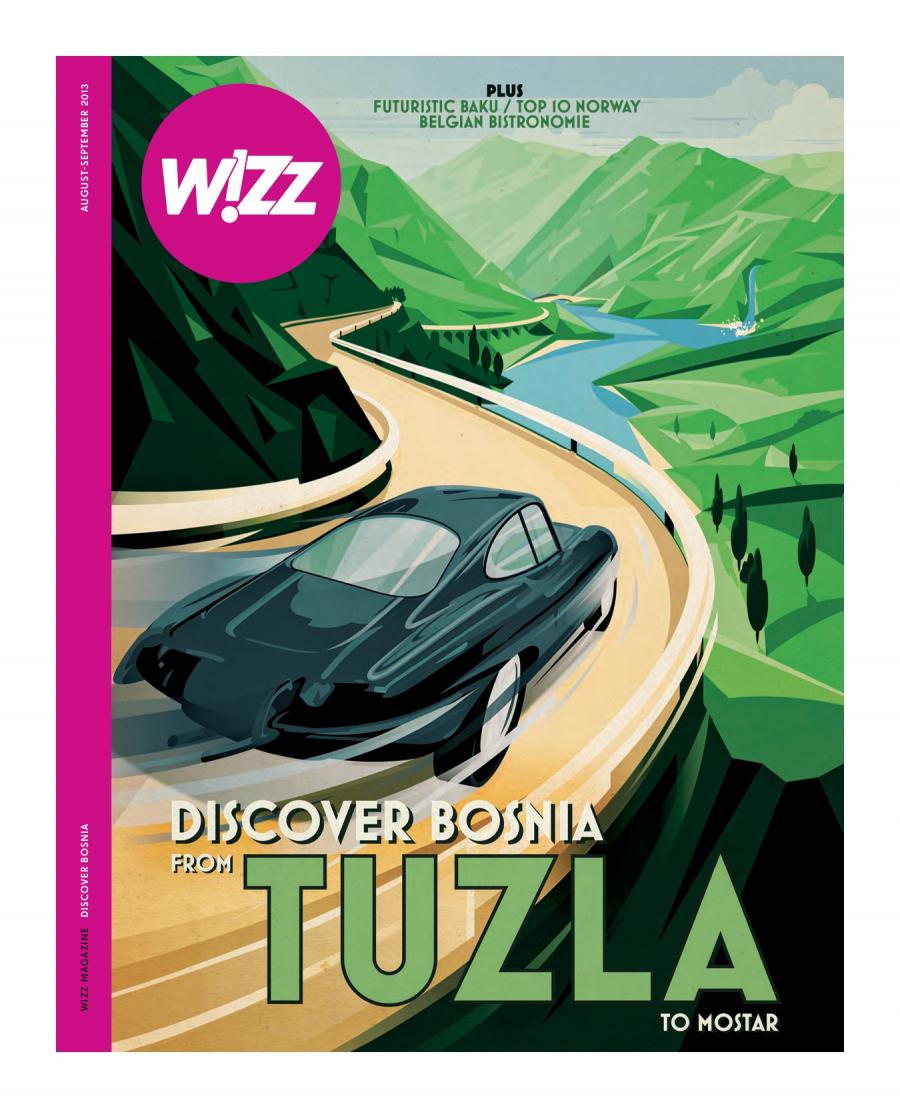 AUGUST-SEPTEMBER 2013
WIZZ MAGAZINE DISCOVER BOSNIA
W!ZZ
PLUS
FUTURISTIC BAKU / TOP 10 NORWAY
BELGIAN BISTRONOMIE
DISCOVER BOSNIA
FROM TUZLA
TO MOSTAR